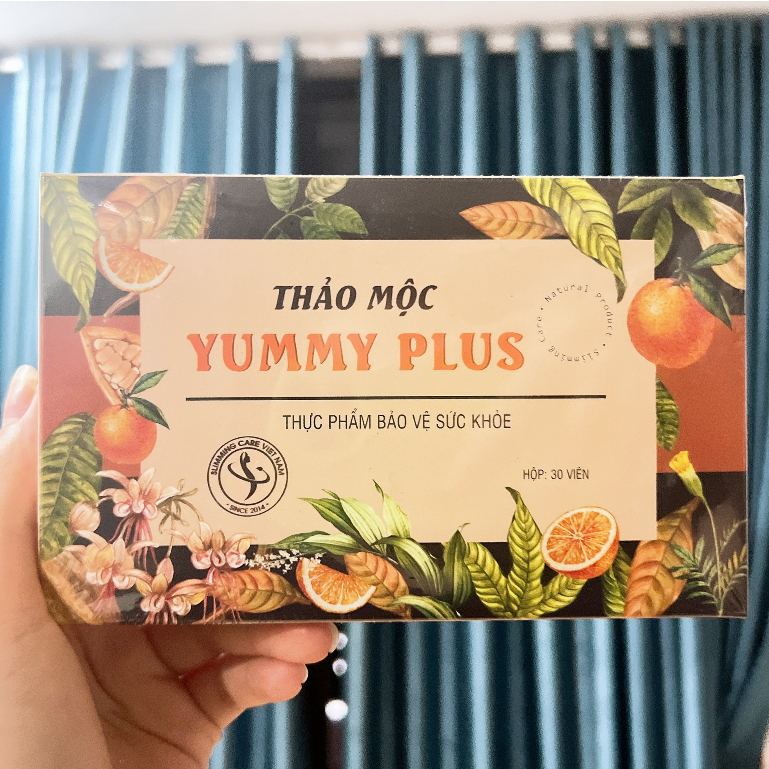 THẢO MỘC
YUMMY PLUS
Natural Product • Slimming Care •
THỰC PHẨM BẢO VỆ SỨC KHỎE
HỘP: 30 VIÊN
SLIMMING CARE VIỆT NAM
• SINCE 2014 •